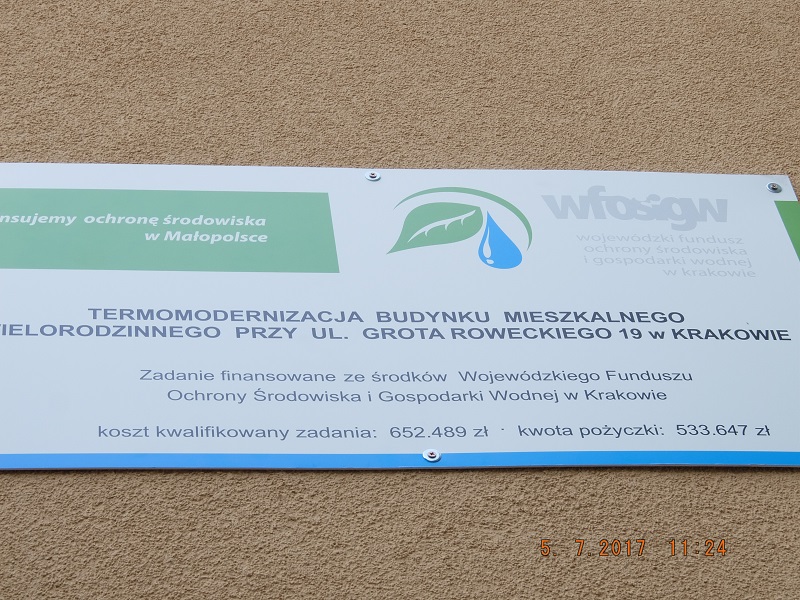 ochronę środowiska
w Małopolsce
wfosigw
wojewódzki fundusz
ochrony środowiska
i gospodarki wodnej
w krakowie
TERMOMODERNIZACJA BUDYNKU MIESZKALNEGO
IELORODZINNEGO PRZY UL. GROTA ROWECKIEGO 19 w KRAKOWIE
Zadanie finansowane ze środków Wojewódzkiego Funduszu
Ochrony Środowiska i Gospodarki Wodnej w Krakowie
koszt kwalifikowany zadania: 652.489 zł - kwota pożyczki: 533.647 zł
5. 7.2017 11:24